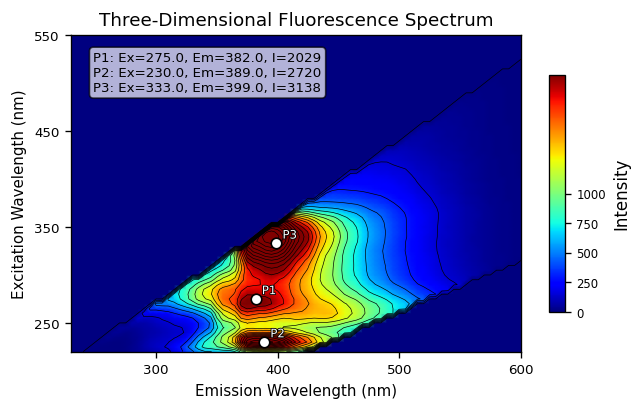 Three-Dimensional Fluorescence Spectrum
P1: Ex=275.0, Em=382.0, I=2029
P2: Ex=230.0, Em=389.0, I=2720
P3: Ex=333.0, Em=399.0, I=3138
550
450
350
250
Excitation Wavelength (nm)
P3
P1
P2
300
400
500
600
Emission Wavelength (nm)
1000
750
500
250
0
Intensity